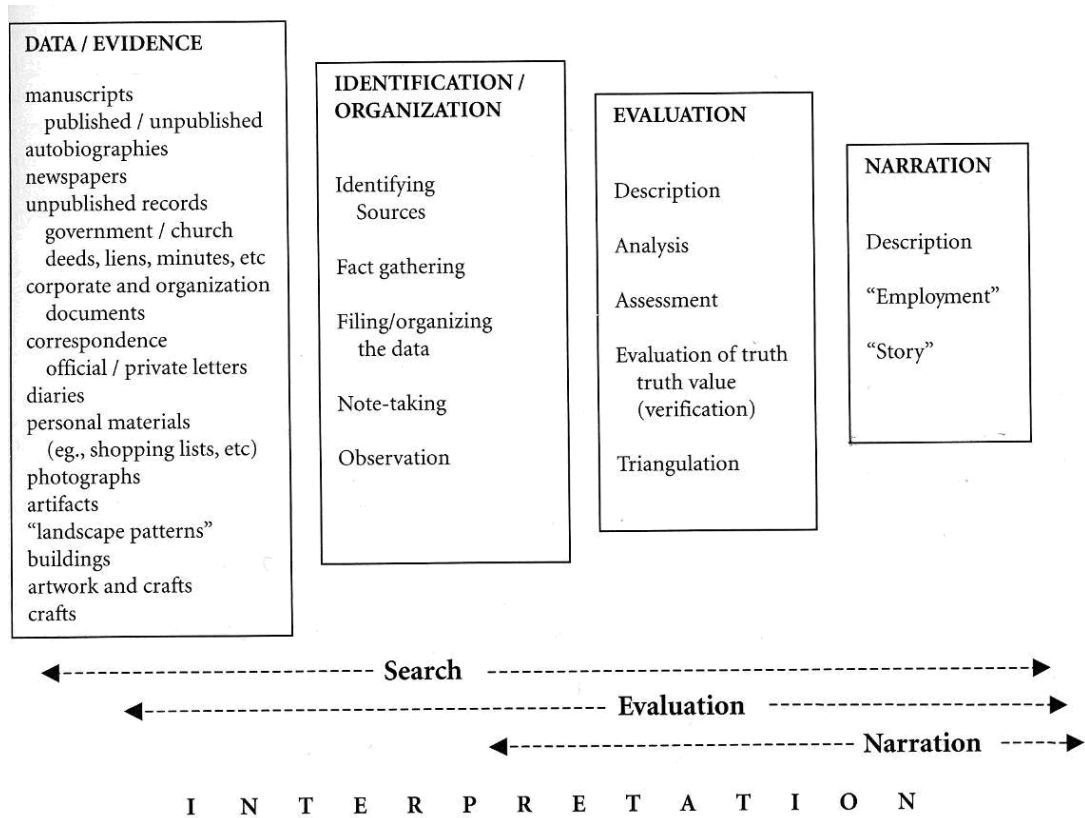 DATA / EVIDENCE
manuscripts
published / unpublished
autobiographies
newspapers
unpublished records
government / church
deeds, liens, minutes, etc
corporate and organization
documents
correspondence
official / private letters
diaries
personal materials
(eg., shopping lists, etc)
photographs
artifacts
“landscape patterns”
buildings
artwork and crafts
crafts
IDENTIFICATION /
ORGANIZATION
Identifying
Sources
Fact gathering
Filing/organizing
the data
Note-taking
Observation
EVALUATION
Description
Analysis
Assessment
Evaluation of truth
truth value
(verification)
Triangulation
NARRATION
Description
“Employment”
“Story”
Search
Evaluation
Narration
I N T E R P R E T A T I O N